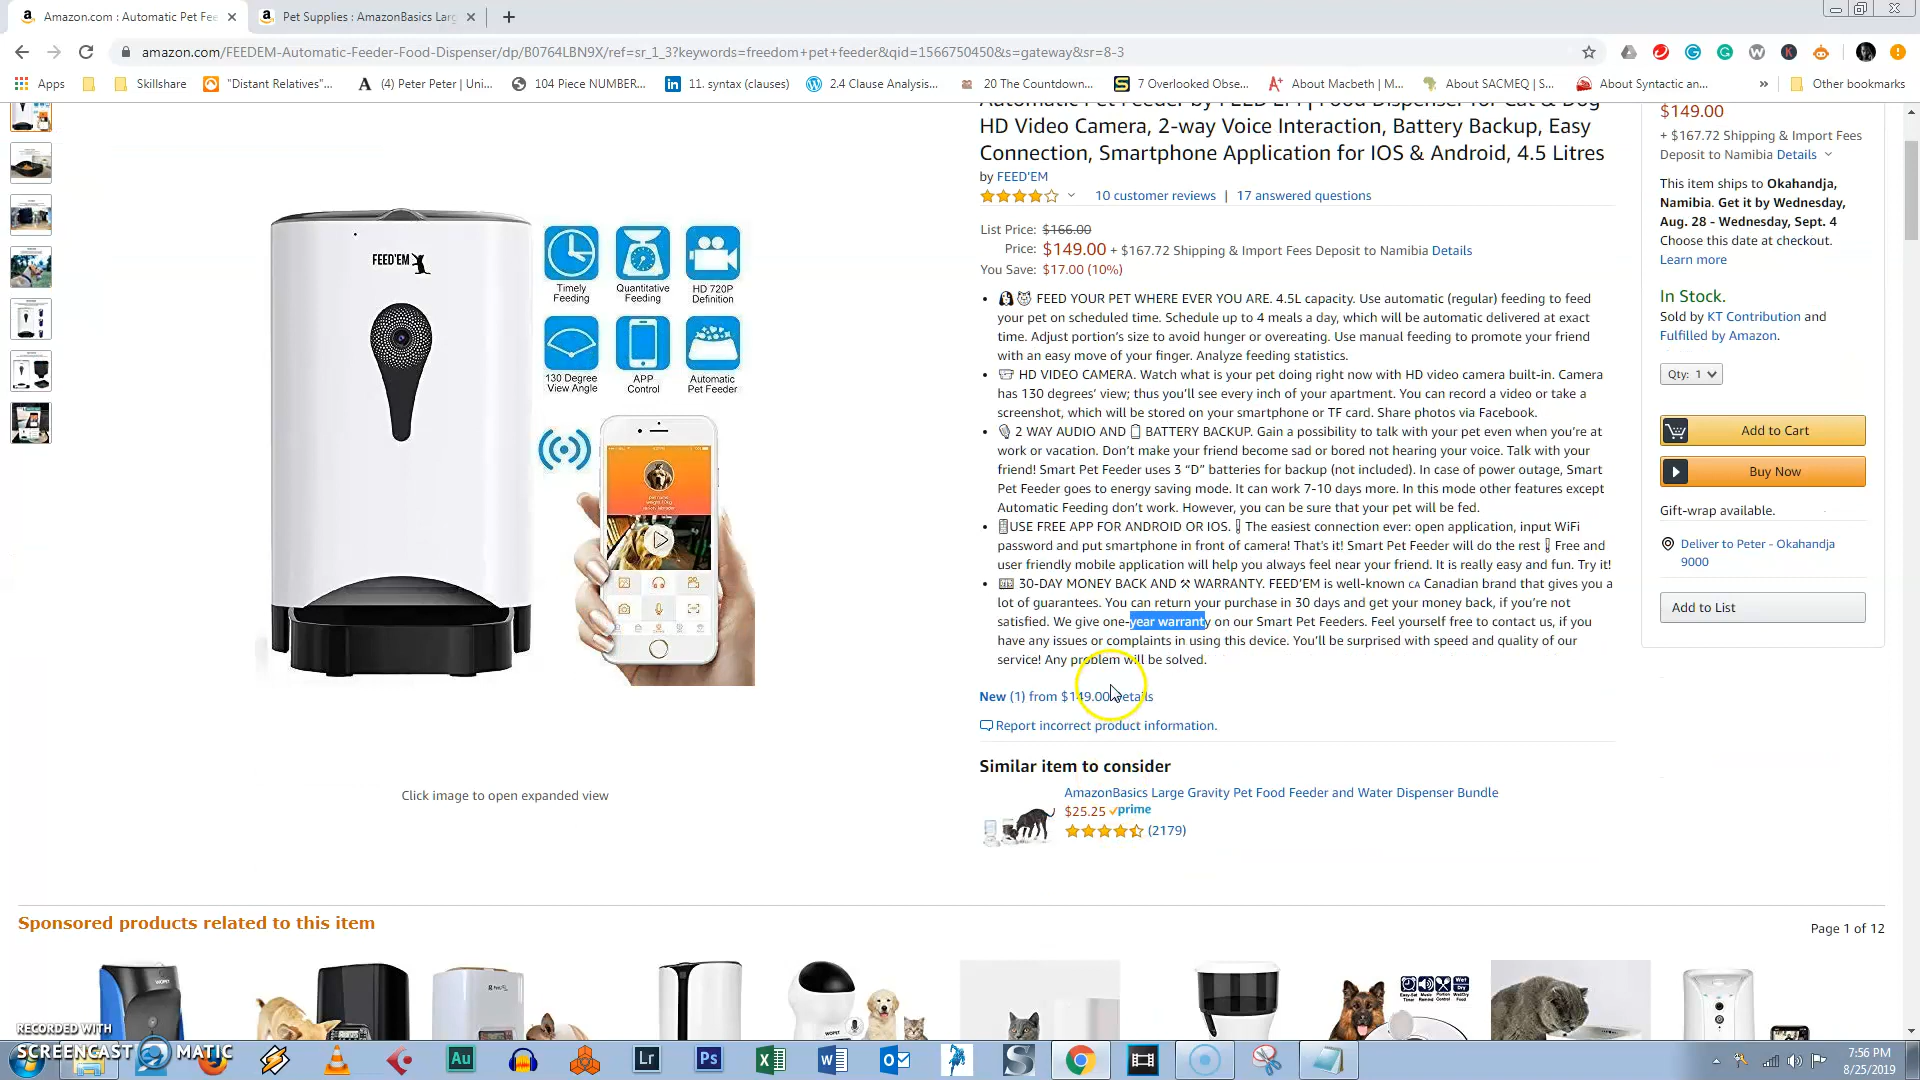 Amazon.com : Automatic Pet Fee
Pet Supplies : AmazonBasics Larg
amazon.com/FEEDEM-Automatic-Feeder-Food-Dispenser/dp/B0764LBN9X/ref=sr_1_3?keywords=freedom+pet+feeder&qid=1566750450&s=gateway&sr=8-3
Apps Skillshare "Distant Relatives"... (4) Peter Peter | Uni... 104 Piece NUMBER... 11. syntax (clauses) 2.4 Clause Analysis... 20 The Countdown... 7 Overlooked Obse... About Macbeth | M... About SACMEQ | S... About Syntactic an... » Other bookmarks
Automatic Pet Feeder by FEED'EM | Food Dispenser for Cat & Dog
HD Video Camera, 2-way Voice Interaction, Battery Backup, Easy
Connection, Smartphone Application for IOS & Android, 4.5 Litres
by FEED'EM
10 customer reviews | 17 answered questions
List Price: $166.00
Price: $149.00 + $167.72 Shipping & Import Fees Deposit to Namibia Details
You Save: $17.00 (10%)
• FEED YOUR PET WHERE EVER YOU ARE. 4.5L capacity. Use automatic (regular) feeding to feed
your pet on scheduled time. Schedule up to 4 meals a day, which will be automatic delivered at exact
time. Adjust portion's size to avoid hunger or overeating. Use manual feeding to promote your friend
with an easy move of your finger. Analyze feeding statistics.
• HD VIDEO CAMERA. Watch what is your pet doing right now with HD video camera built-in. Camera
has 130 degrees' view; thus you'll see every inch of your apartment. You can record a video or take a
screenshot, which will be stored on your smartphone or TF card. Share photos via Facebook.
• 2 WAY AUDIO AND BATTERY BACKUP. Gain a possibility to talk with your pet even when you're at
work or vacation. Don't make your friend become sad or bored not hearing your voice. Talk with your
friend! Smart Pet Feeder uses 3 “D” batteries for backup (not included). In case of power outage, Smart
Pet Feeder goes to energy saving mode. It can work 7-10 days more. In this mode other features except
Automatic Feeding don't work. However, you can be sure that your pet will be fed.
• USE FREE APP FOR ANDROID OR IOS. The easiest connection ever: open application, input WiFi
password and put smartphone in front of camera! That's it! Smart Pet Feeder will do the rest Free and
user friendly mobile application will help you always feel near your friend. It is really easy and fun. Try it!
• 30-DAY MONEY BACK AND ⚒ WARRANTY. FEED'EM is well-known CA Canadian brand that gives you a
lot of guarantees. You can return your purchase in 30 days and get your money back, if you're not
satisfied. We give one-year warranty on our Smart Pet Feeders. Feel yourself free to contact us, if you
have any issues or complaints in using this device. You'll be surprised with speed and quality of our
service! Any problem will be solved.
New (1) from $149.00 Details
Report incorrect product information.
Similar item to consider
AmazonBasics Large Gravity Pet Food Feeder and Water Dispenser Bundle
$25.25 prime
(2179)
FEED'EM
Timely
Feeding
Quantitative
Feeding
HD 720P
Definition
130 Degree
View Angle
APP
Control
Automatic
Pet Feeder
Click image to open expanded view
$149.00
+ $167.72 Shipping & Import Fees
Deposit to Namibia Details
This item ships to Okahandja,
Namibia. Get it by Wednesday,
Aug. 28 - Wednesday, Sept. 4
Choose this date at checkout.
Learn more
In Stock.
Sold by KT Contribution and
Fulfilled by Amazon.
Qty: 1
Add to Cart
Buy Now
Gift-wrap available.
Deliver to Peter - Okahandja
9000
Add to List
Sponsored products related to this item
Page 1 of 12
RECORDED WITH
SCREENCAST MATIC
7:56 PM
8/25/2019